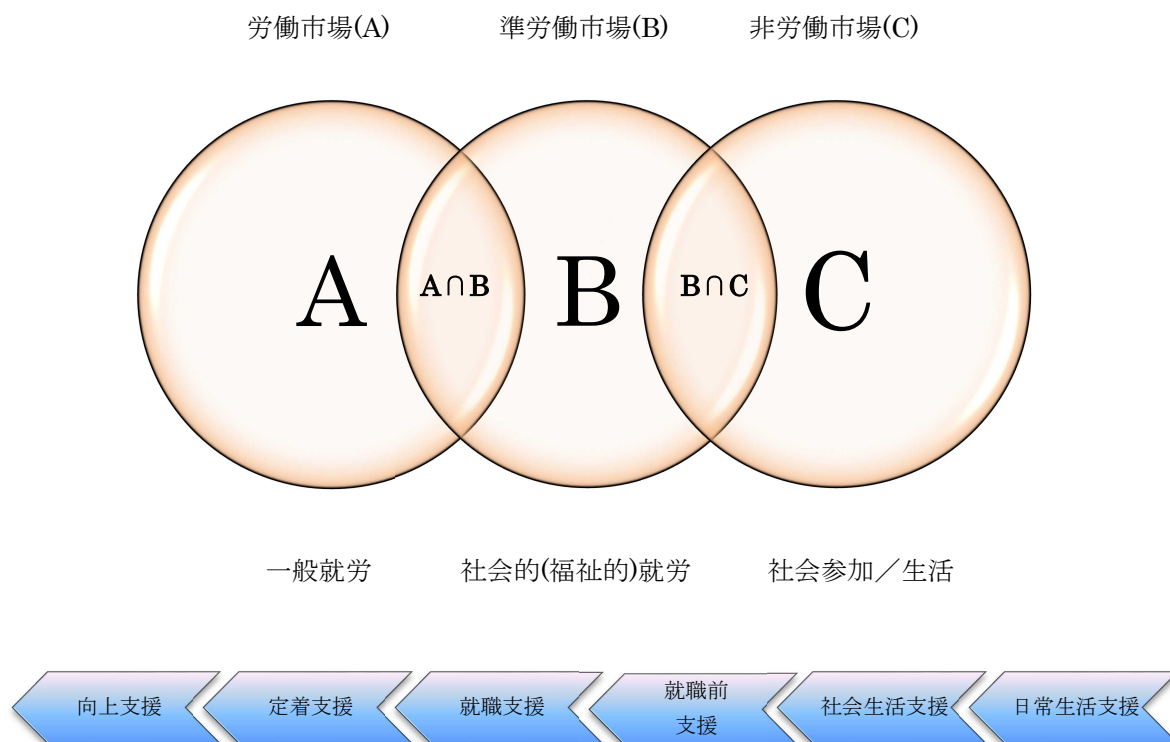 労働市場(A) 準労働市場(B) 非労働市場(C)
A A∩B B B∩C C
一般就労 社会的(福祉的)就労 社会参加／生活
向上支援 定着支援 就職支援 就職前 社会生活支援 日常生活支援
支援